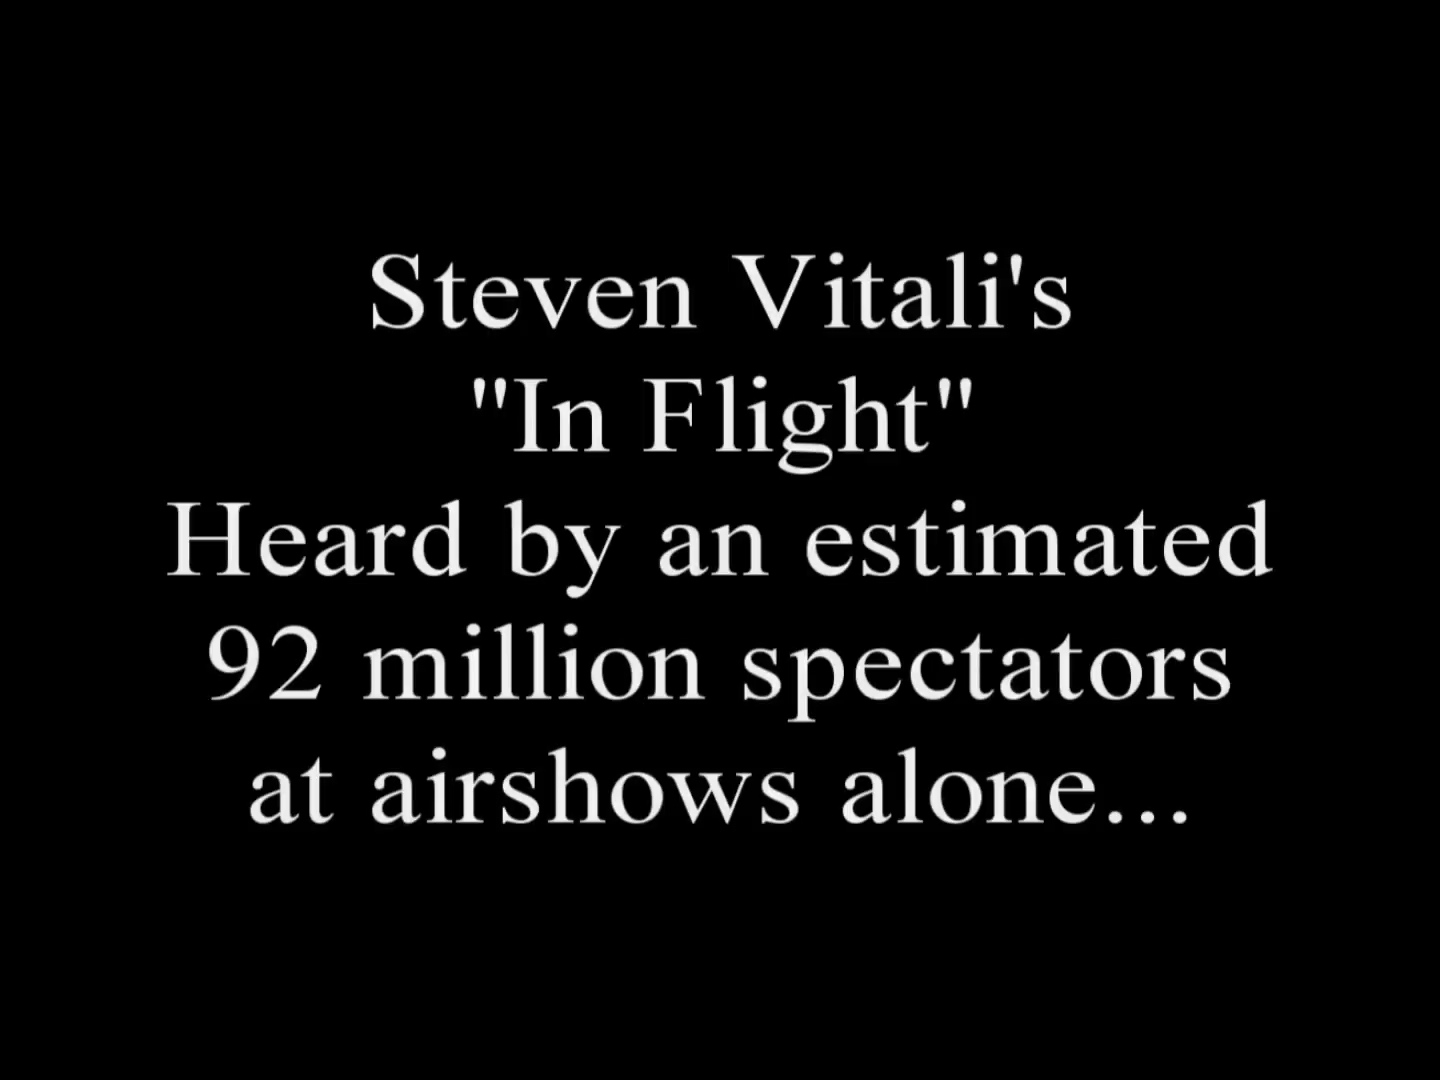 Steven Vitali's
"In Flight"
Heard by an estimated
92 million spectators
at airshows alone...